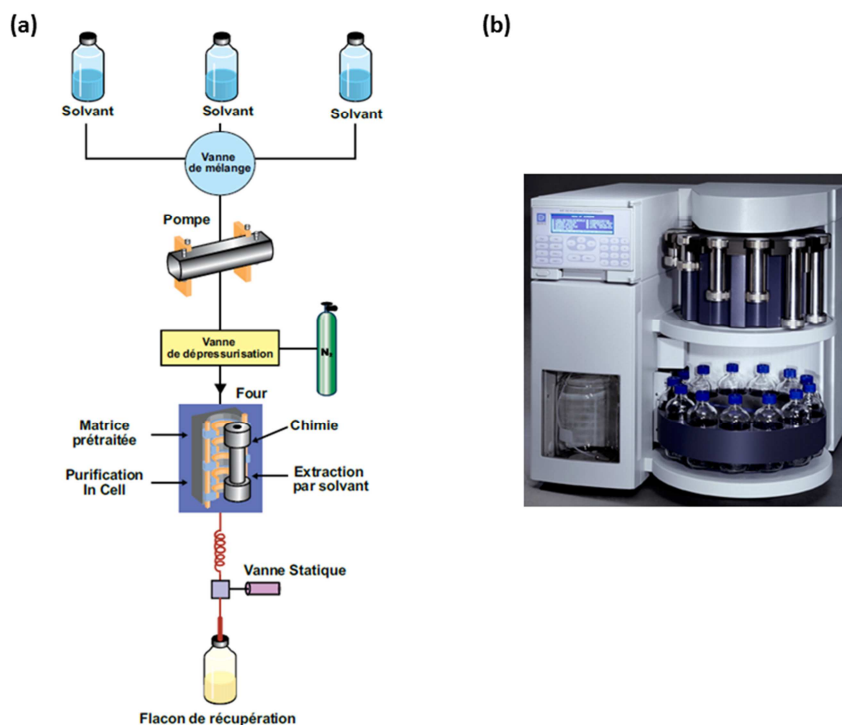 (a)
(b)
Solvant
Solvant
Solvant
Vanne
de mélange
Pompe
Vanne
de dépressurisation
N₂
Four
Matrice
prétraitée
Chimie
Purification
In Cell
Extraction
par solvant
Vanne Statique
Flacon de récupération